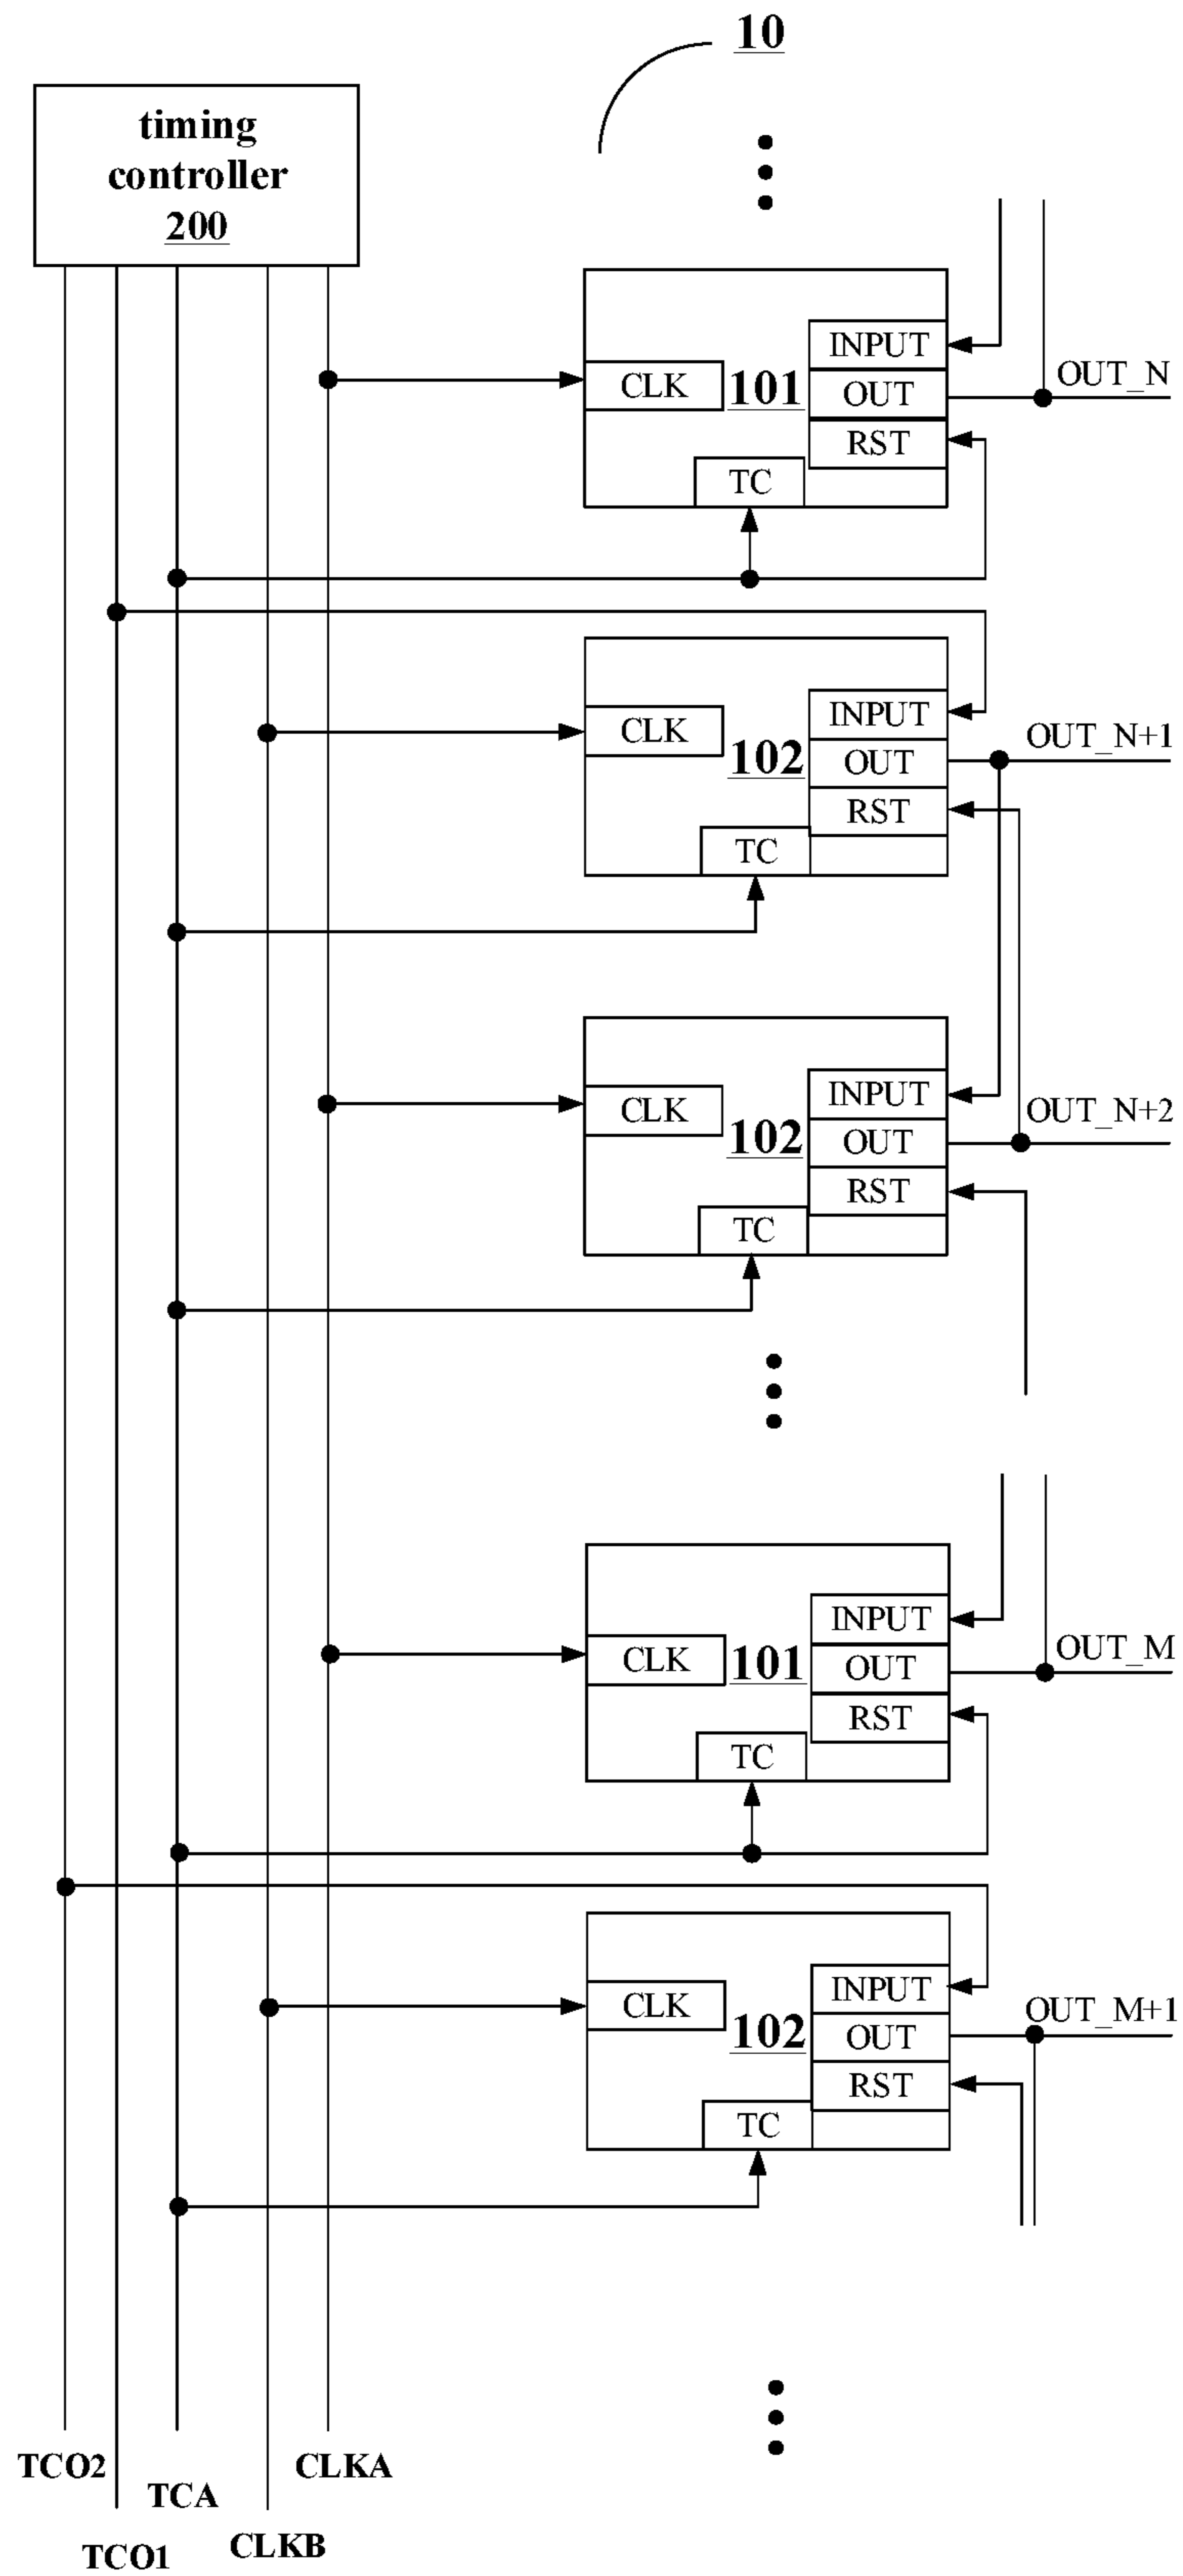 10
timing
controller
200
INPUT
CLK
101
OUT
OUT_N
RST
TC
INPUT
CLK
102
OUT
OUT_N+1
RST
TC
INPUT
CLK
102
OUT
OUT_N+2
RST
TC
INPUT
CLK
101
OUT
OUT_M
RST
TC
INPUT
CLK
102
OUT
OUT_M+1
RST
TC
TCO2
CLKA
TCA
CLKB
TCO1